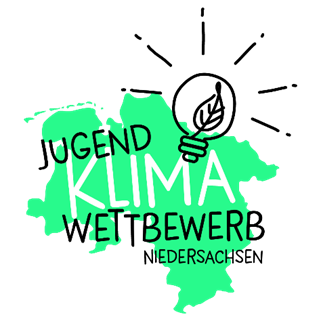 JUGEND
KLIMA
WETTBEWERB
NIEDERSACHSEN